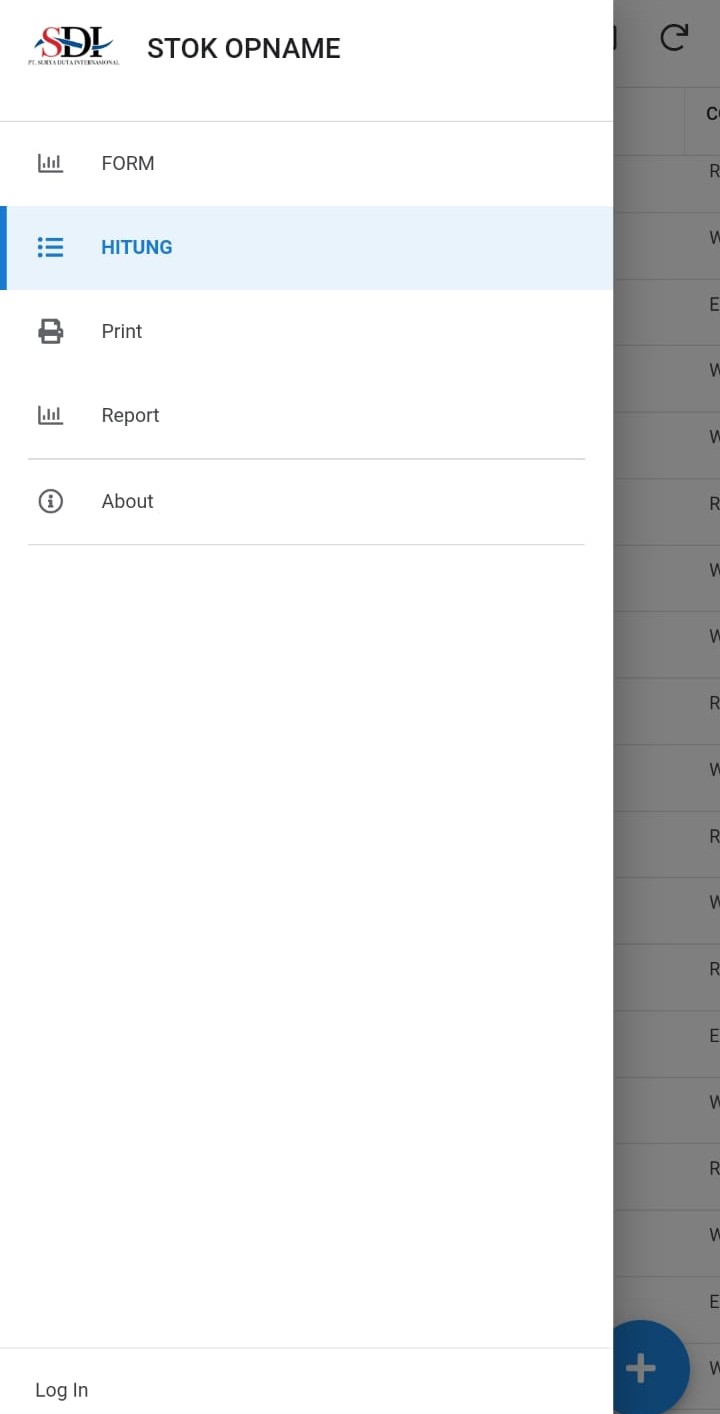 SDI
PT. SURYA DUTA INTERNASIONAL
STOK OPNAME
FORM
HITUNG
Print
Report
About
Log In
R
W
E
W
W
R
W
W
R
W
R
W
R
E
W
R
W
E
W